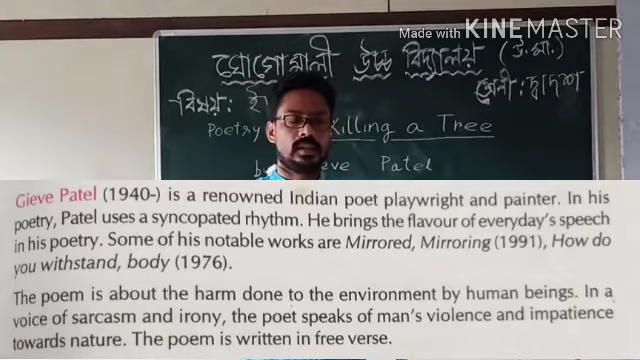 Made with KINEMASTER
ঘোগোমালী উচ্চ বিদ্যালয় (উ.মা.)
শ্রেণী : দ্বাদশ
বিষয়: ই
Poetry Killing a Tree
b eve Patel
Gieve Patel (1940-) is a renowned Indian poet playwright and painter. In his
poetry, Patel uses a syncopated rhythm. He brings the flavour of everyday's speech
in his poetry. Some of his notable works are Mirrored, Mirroring (1991), How do
you withstand, body (1976).
The poem is about the harm done to the environment by human beings. In a
voice of sarcasm and irony, the poet speaks of man's violence and impatience
towards nature. The poem is written in free verse.